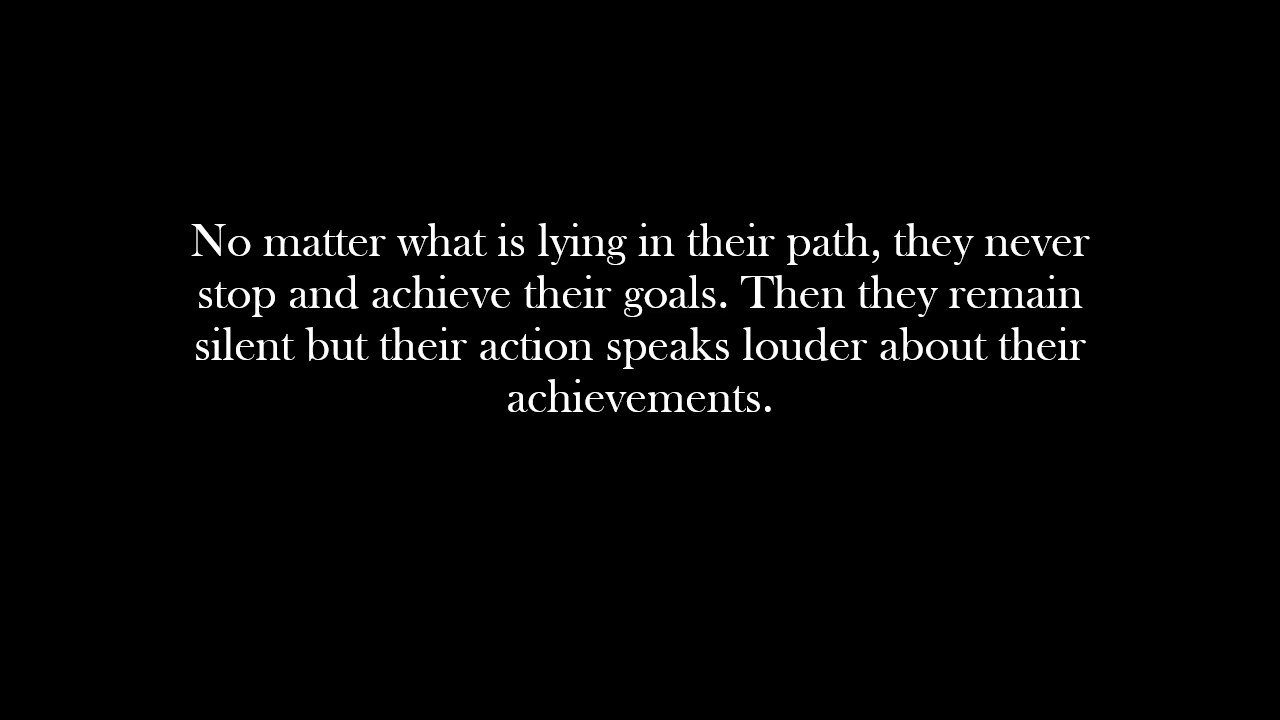 No matter what is lying in their path, they never
stop and achieve their goals. Then they remain
silent but their action speaks louder about their
achievements.